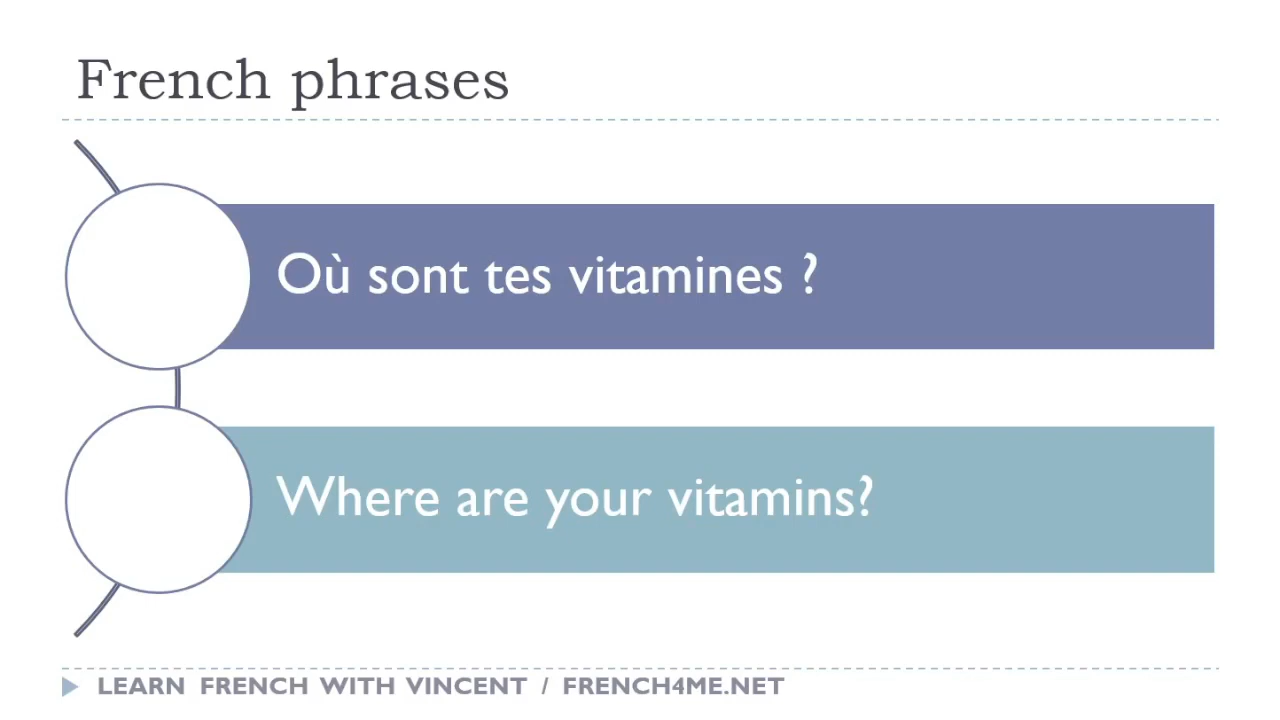 French phrases
Où sont tes vitamines ?
Where are your vitamins?
LEARN FRENCH WITH VINCENT / FRENCH4ME.NET